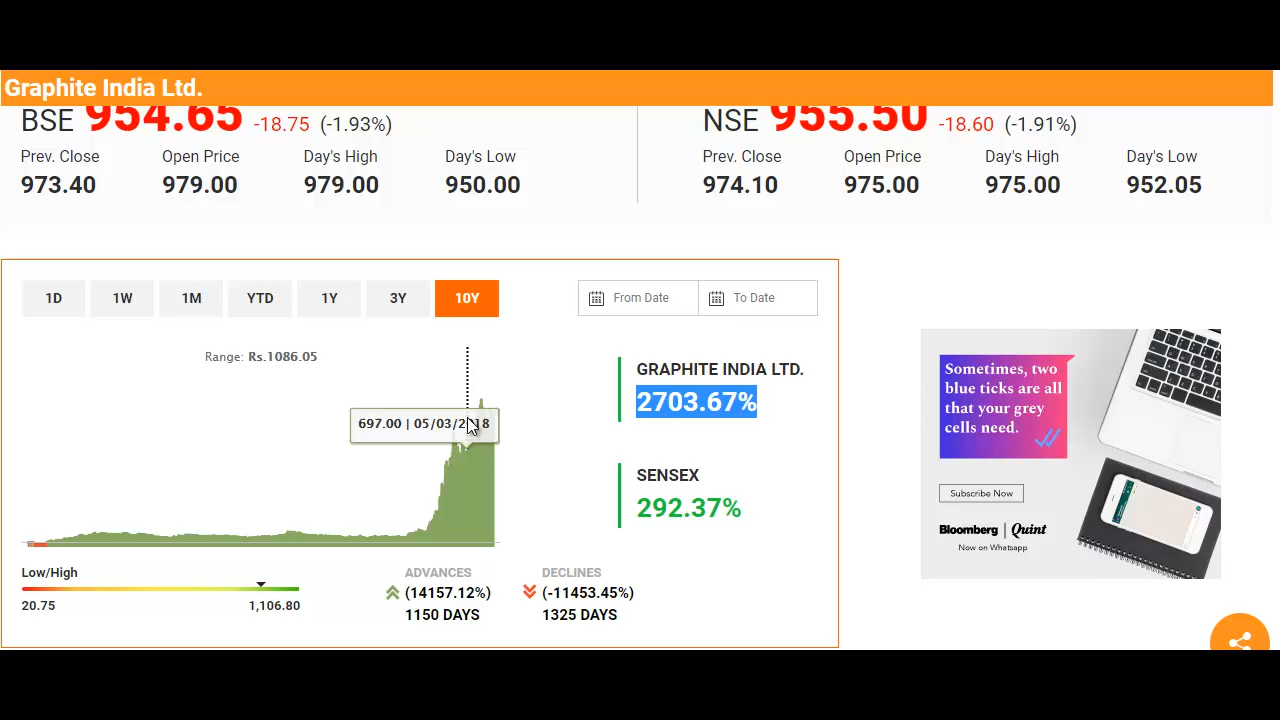 Graphite India Ltd.
BSE 954.65 -18.75 (-1.93%)
Prev. Close Open Price Day's High Day's Low
973.40 979.00 979.00 950.00
NSE 955.50 -18.60 (-1.91%)
Prev. Close Open Price Day's High Day's Low
974.10 975.00 975.00 952.05
1D 1W 1M YTD 1Y 3Y 10Y
From Date To Date
Range: Rs.1086.05
697.00 | 05/03/2018
GRAPHITE INDIA LTD.
2703.67%
SENSEX
292.37%
Low/High
20.75 1,106.80
ADVANCES
(14157.12%)
1150 DAYS
DECLINES
(-11453.45%)
1325 DAYS
Sometimes, two
blue ticks are all
that your grey
cells need.
Subscribe Now
Bloomberg | Quint
Now on Whatsapp